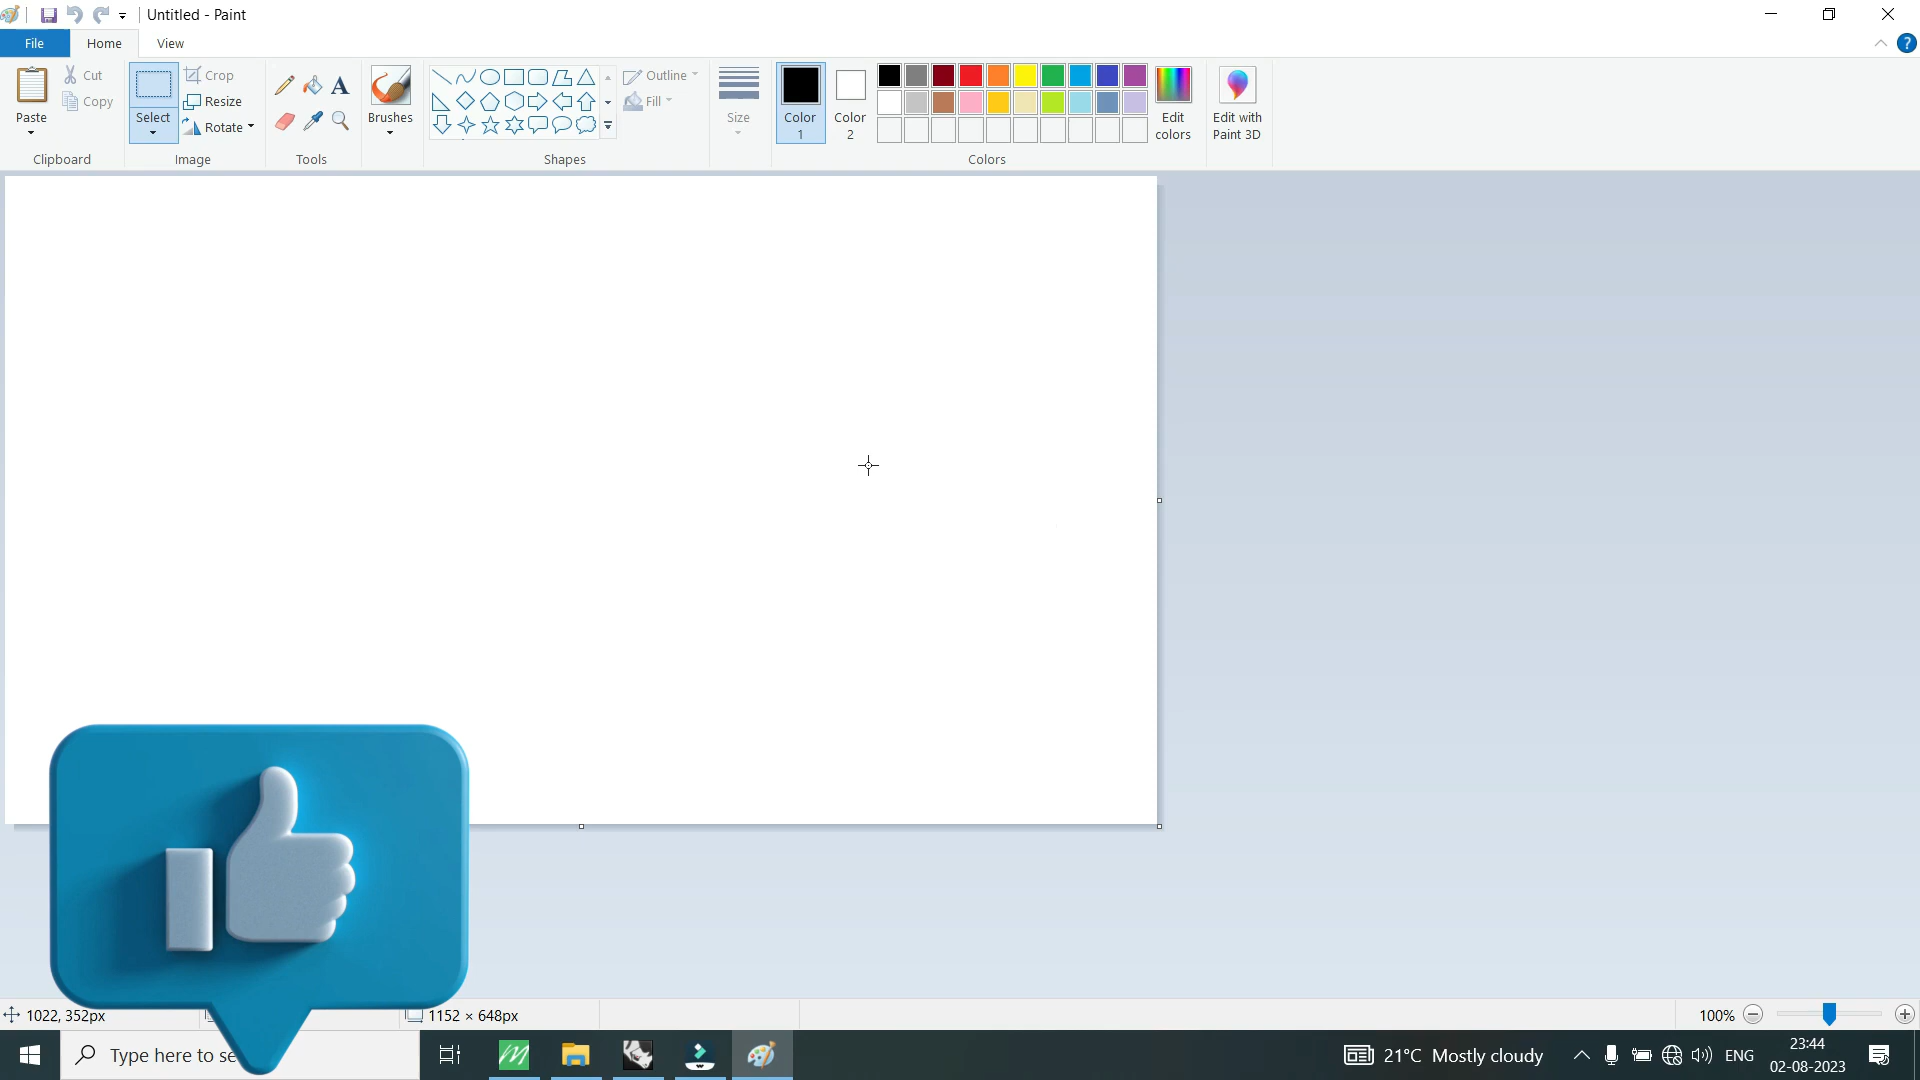 Untitled - Paint
File Home View
Paste
Cut
Copy
Clipboard
Select
Crop
Resize
Rotate
Image
Tools
Brushes
Shapes
Outline
Fill
Size
Color
1
Color
2
Colors
Edit
colors
Edit with
Paint 3D
1022, 352px
1152 × 648px
100%
Type here to se
21°C Mostly cloudy
ENG
23:44
02-08-2023